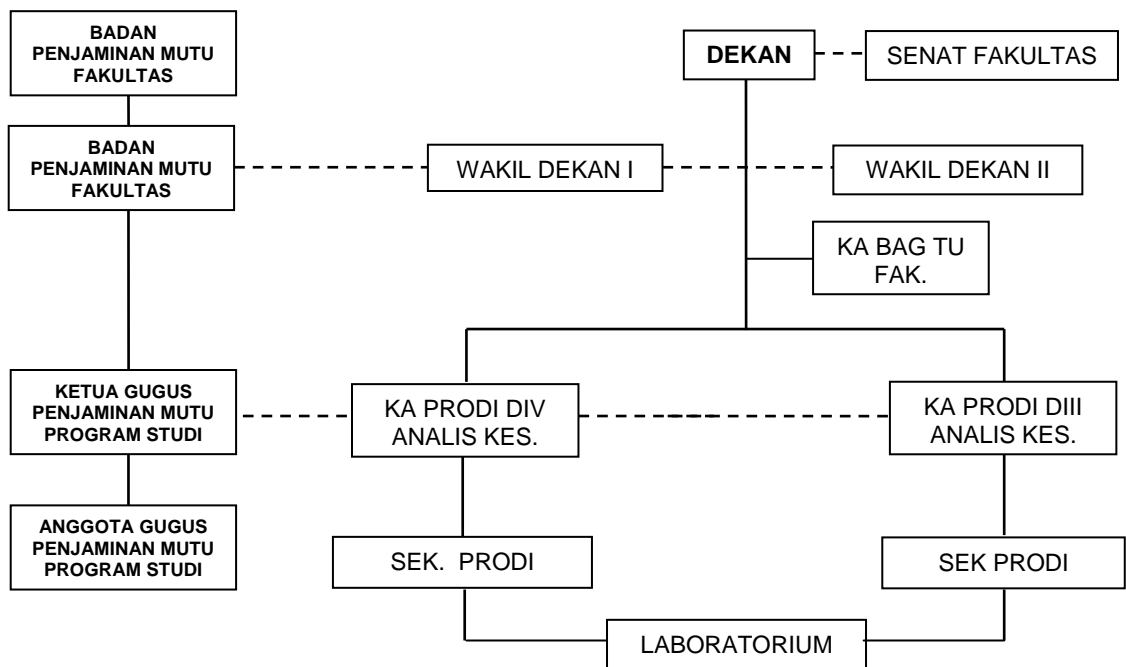 BADAN
PENJAMINAN MUTU
FAKULTAS
DEKAN
SENAT FAKULTAS
BADAN
PENJAMINAN MUTU
FAKULTAS
WAKIL DEKAN I
WAKIL DEKAN II
KA BAG TU
FAK.
KETUA GUGUS
PENJAMINAN MUTU
PROGRAM STUDI
KA PRODI DIV
ANALIS KES.
KA PRODI DIII
ANALIS KES.
ANGGOTA GUGUS
PENJAMINAN MUTU
PROGRAM STUDI
SEK. PRODI
SEK PRODI
LABORATORIUM